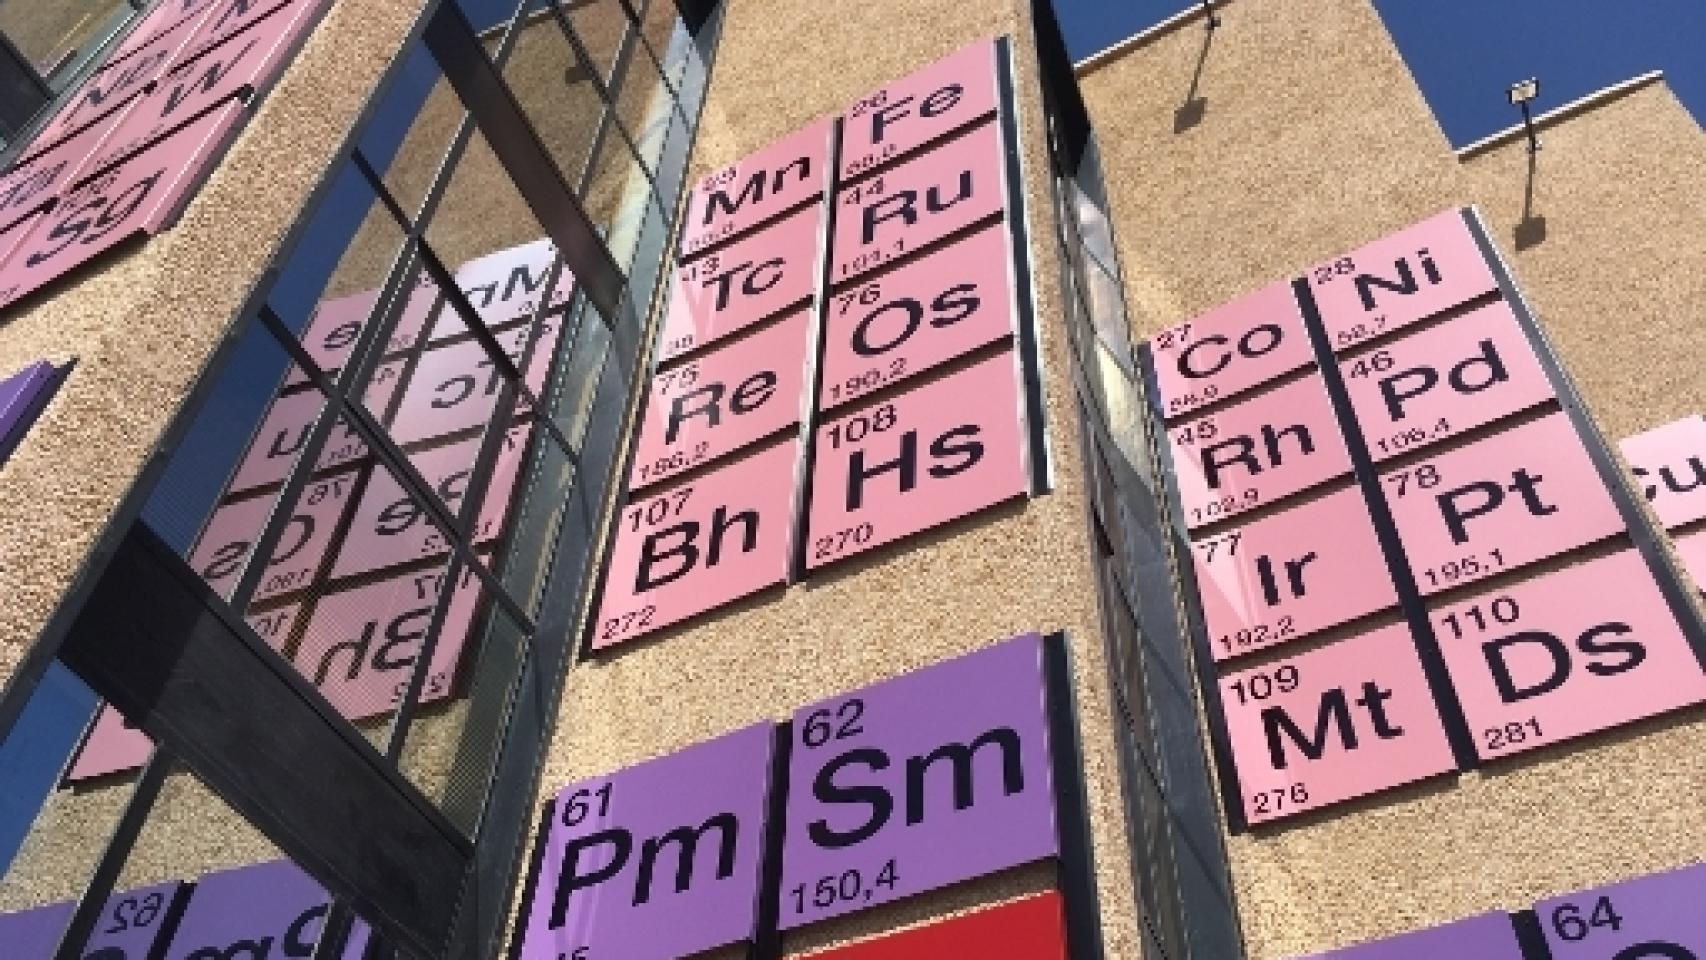 W
Sg
Mn
Tc
75
Re
186,2
107
Bh
272
26
Fe
44
Ru
101,1
76
Os
190,2
108
Hs
270
27
Co
45
Rh
102,9
77
Ir
192,2
109
Mt
276
28
Ni
46
Pd
106,4
78
Pt
195,1
110
Ds
281
Cu
61
Pm
62
Sm
150,4
64